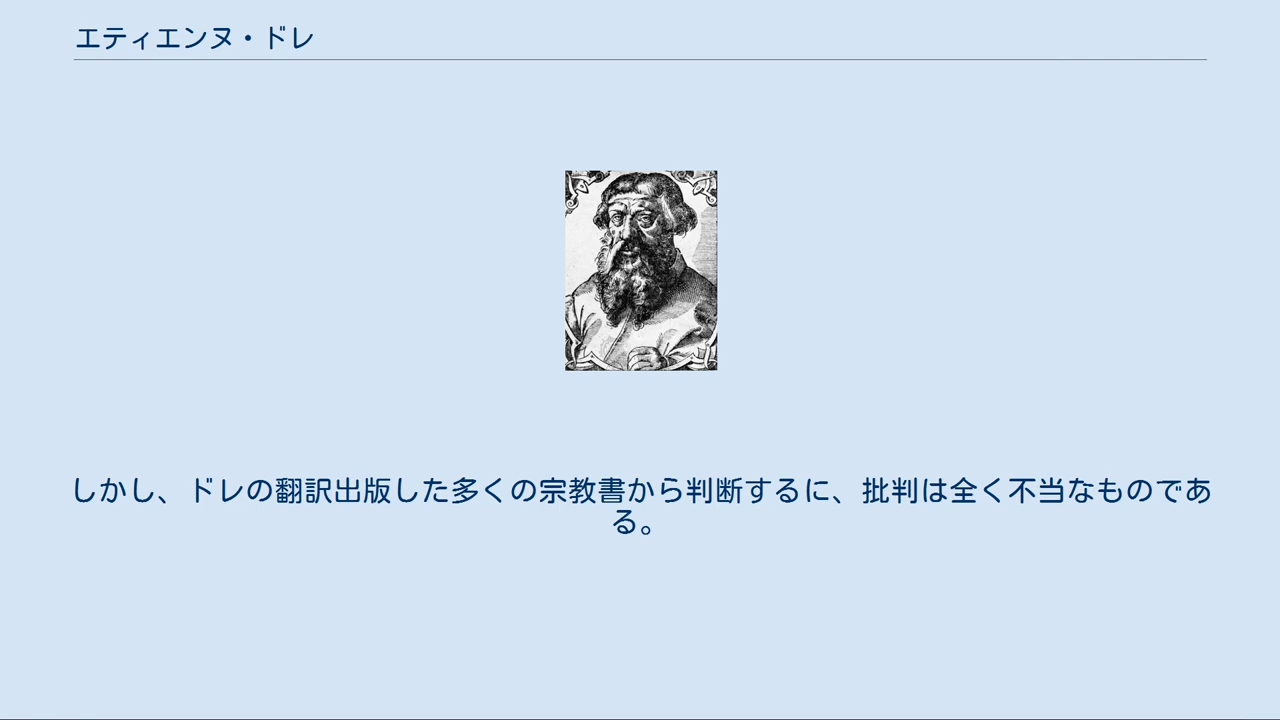 エティエンヌ・ドレ
しかし、ドレの翻訳出版した多くの宗教書から判断するに、批判は全く不当なものであ
る。